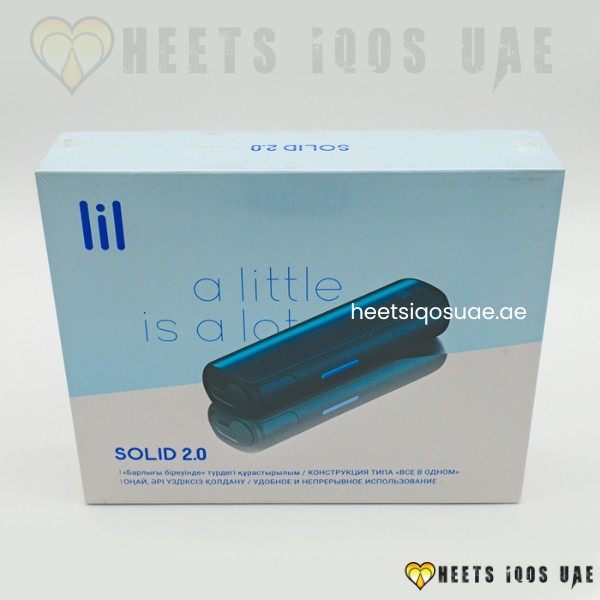 HEETS iQOS UAE
SOLID 2.0
lil
a little
is a lot
heetsiqosuae.ae
SOLID 2.0
«Барлығы біреуінде» түрдегі құрастырылым / КОНСТРУКЦИЯ ТИПА «ВСЕ В ОДНОМ»
ОҢАЙ, ӘРІ ҮЗДІКСІЗ ҚОЛДАНУ / УДОБНОЕ И НЕПРЕРЫВНОЕ ИСПОЛЬЗОВАНИЕ
HEETS iQOS UAE